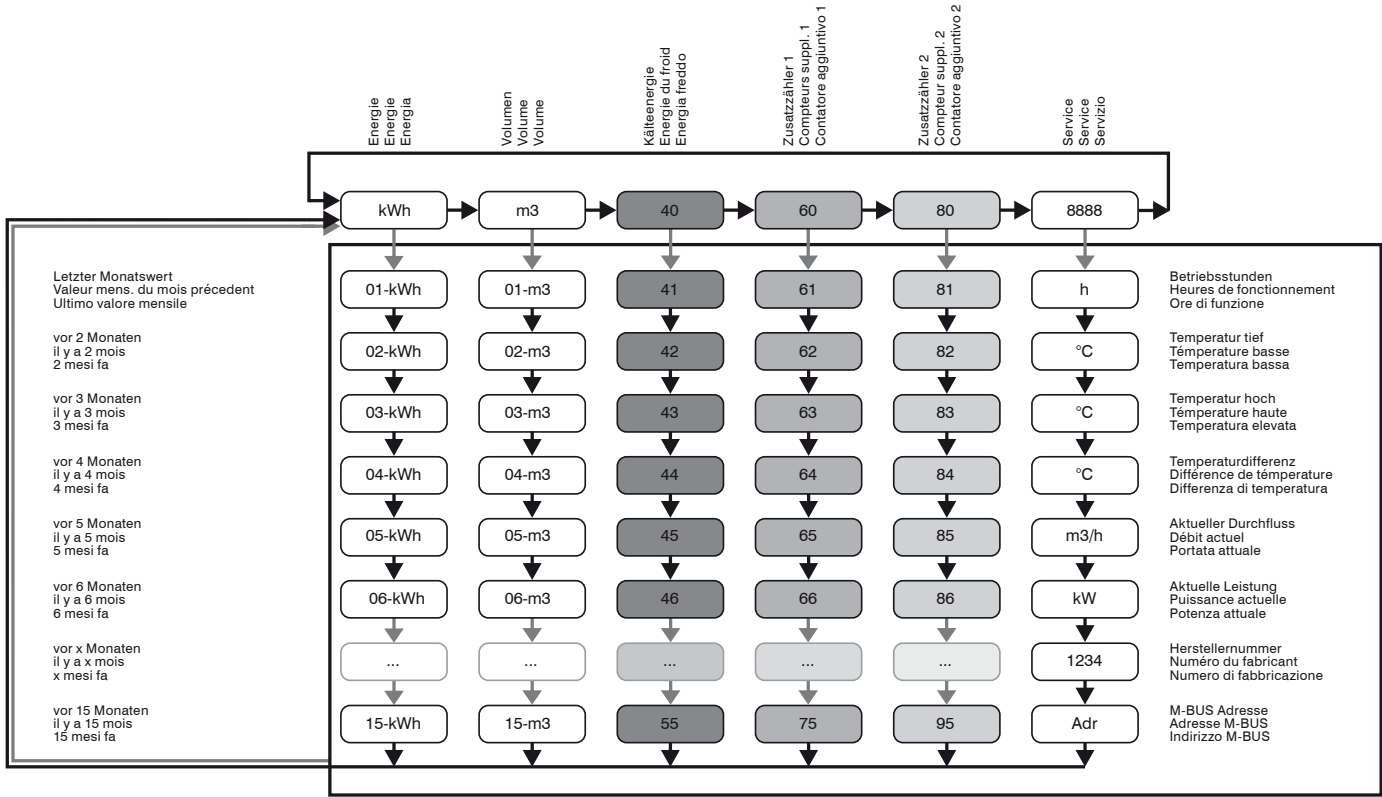 Energie
Energie
Energia
Volumen
Volume
Volume
Kälteenergie
Energie du froid
Energia freddo
Zusatzzähler 1
Compteurs suppl. 1
Contatore aggiuntivo 1
Zusatzzähler 2
Compteur suppl. 2
Contatore aggiuntivo 2
Service
Service
Servizio
kWh m3 40 60 80 8888
Letzter Monatswert
Valeur mens. du mois précedent
Ultimo valore mensile
01-kWh 01-m3 41 61 81 h
Betriebsstunden
Heures de fonctionnement
Ore di funzione
vor 2 Monaten
il y a 2 mois
2 mesi fa
02-kWh 02-m3 42 62 82 °C
Temperatur tief
Témperature basse
Temperatura bassa
vor 3 Monaten
il y a 3 mois
3 mesi fa
03-kWh 03-m3 43 63 83 °C
Temperatur hoch
Témperature haute
Temperatura elevata
vor 4 Monaten
il y a 4 mois
4 mesi fa
04-kWh 04-m3 44 64 84 °C
Temperaturdifferenz
Différence de témperature
Differenza di temperatura
vor 5 Monaten
il y a 5 mois
5 mesi fa
05-kWh 05-m3 45 65 85 m3/h
Aktueller Durchfluss
Débit actuel
Portata attuale
vor 6 Monaten
il y a 6 mois
6 mesi fa
06-kWh 06-m3 46 66 86 kW
Aktuelle Leistung
Puissance actuelle
Potenza attuale
vor x Monaten
il y a x mois
x mesi fa
... ... ... ... ... 1234
Herstellernummer
Numéro du fabricant
Numero di fabbricazione
vor 15 Monaten
il y a 15 mois
15 mesi fa
15-kWh 15-m3 55 75 95 Adr
M-BUS Adresse
Adresse M-BUS
Indirizzo M-BUS